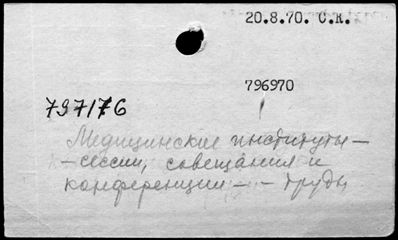 20.8.70. С.К.
796970
797176
Медицинские институты —
— сессии, совещания и
конференции — — труды